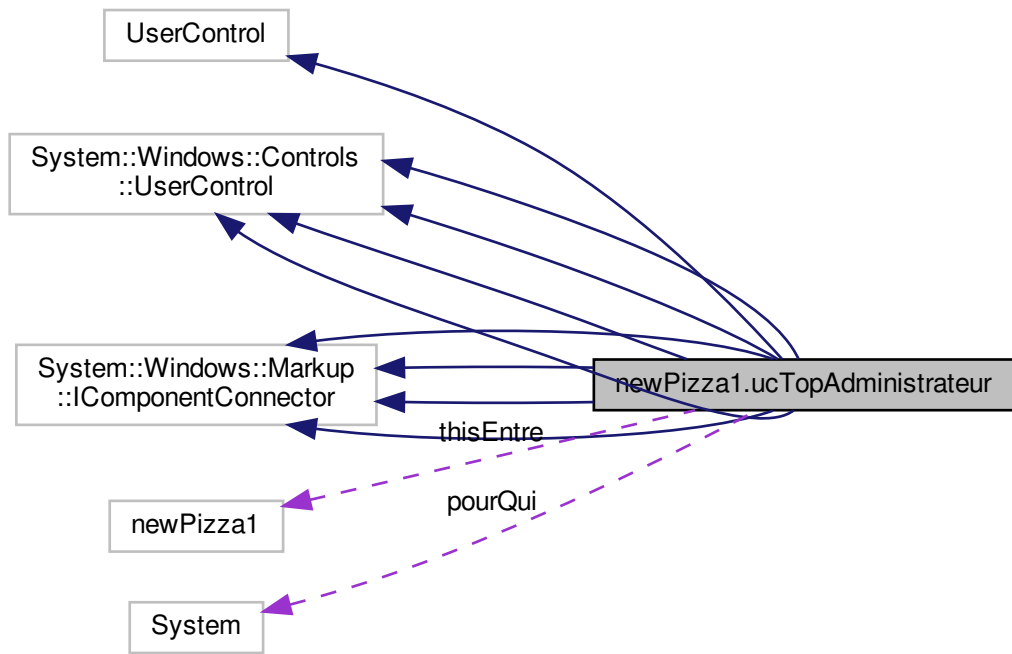 UserControl
System::Windows::Controls
::UserControl
System::Windows::Markup
::IComponentConnector
newPizza1.ucTopAdministrateur
thisEntre
newPizza1
pourQui
System